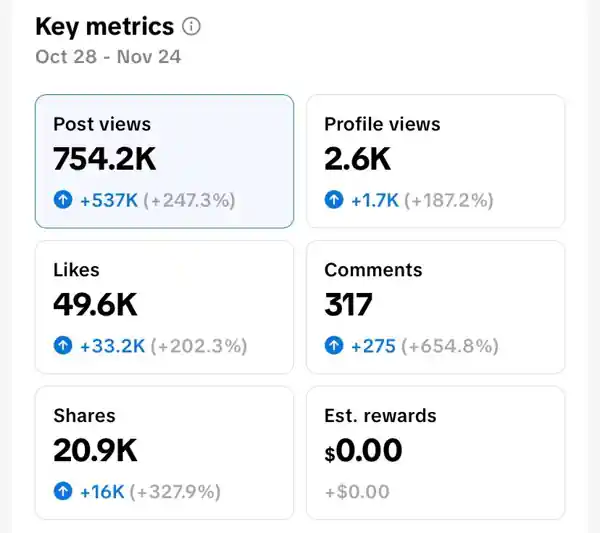 Key metrics
Oct 28 - Nov 24
Post views
754.2K
+537K (+247.3%)
Profile views
2.6K
+1.7K (+187.2%)
Likes
49.6K
+33.2K (+202.3%)
Comments
317
+275 (+654.8%)
Shares
20.9K
+16K (+327.9%)
Est. rewards
$0.00
+$0.00